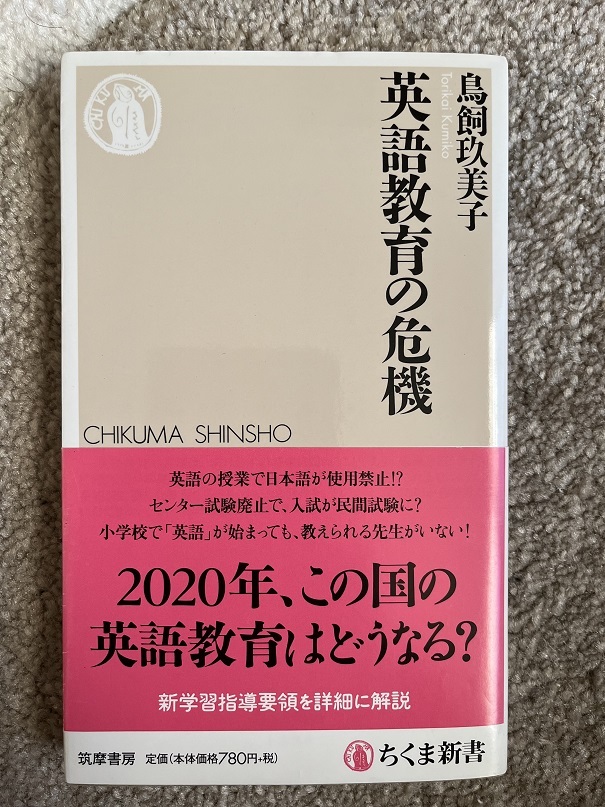 CHIKUMA
鳥飼玖美子
Torikai Kumiko
英語教育の危機
CHIKUMA SHINSHO
英語の授業で日本語が使用禁止!?
センター試験廃止で、入試が民間試験に?
小学校で「英語」が始まっても、教えられる先生がいない!
2020年、この国の
英語教育はどうなる?
新学習指導要領を詳細に解説
筑摩書房 定価(本体価格780円+税)
ちくま新書